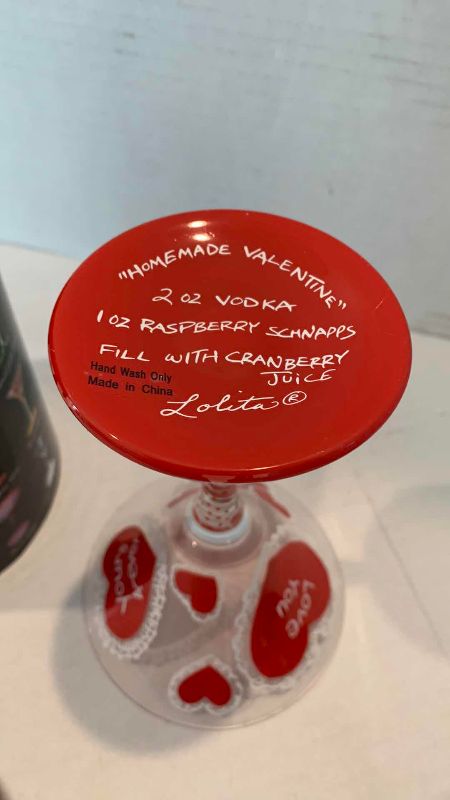 "HOMEMADE VALENTINE"
2 OZ VODKA
1 OZ RASPBERRY SCHNAPPS
FILL WITH CRANBERRY
JUICE
Hand Wash Only
Made in China
Lolita®
LOVE
YOU